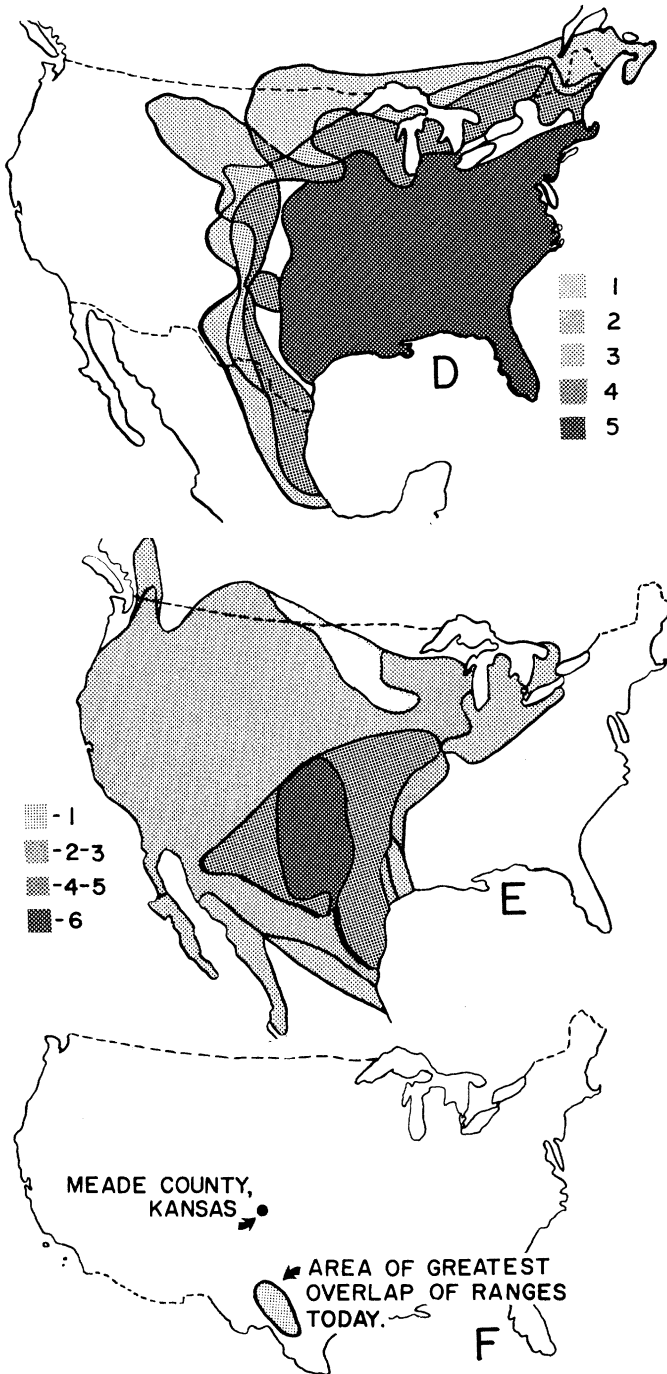 1
2
3
4
5
D
-1
-2-3
-4-5
-6
E
MEADE COUNTY,
KANSAS
AREA OF GREATEST
OVERLAP OF RANGES
TODAY.
F